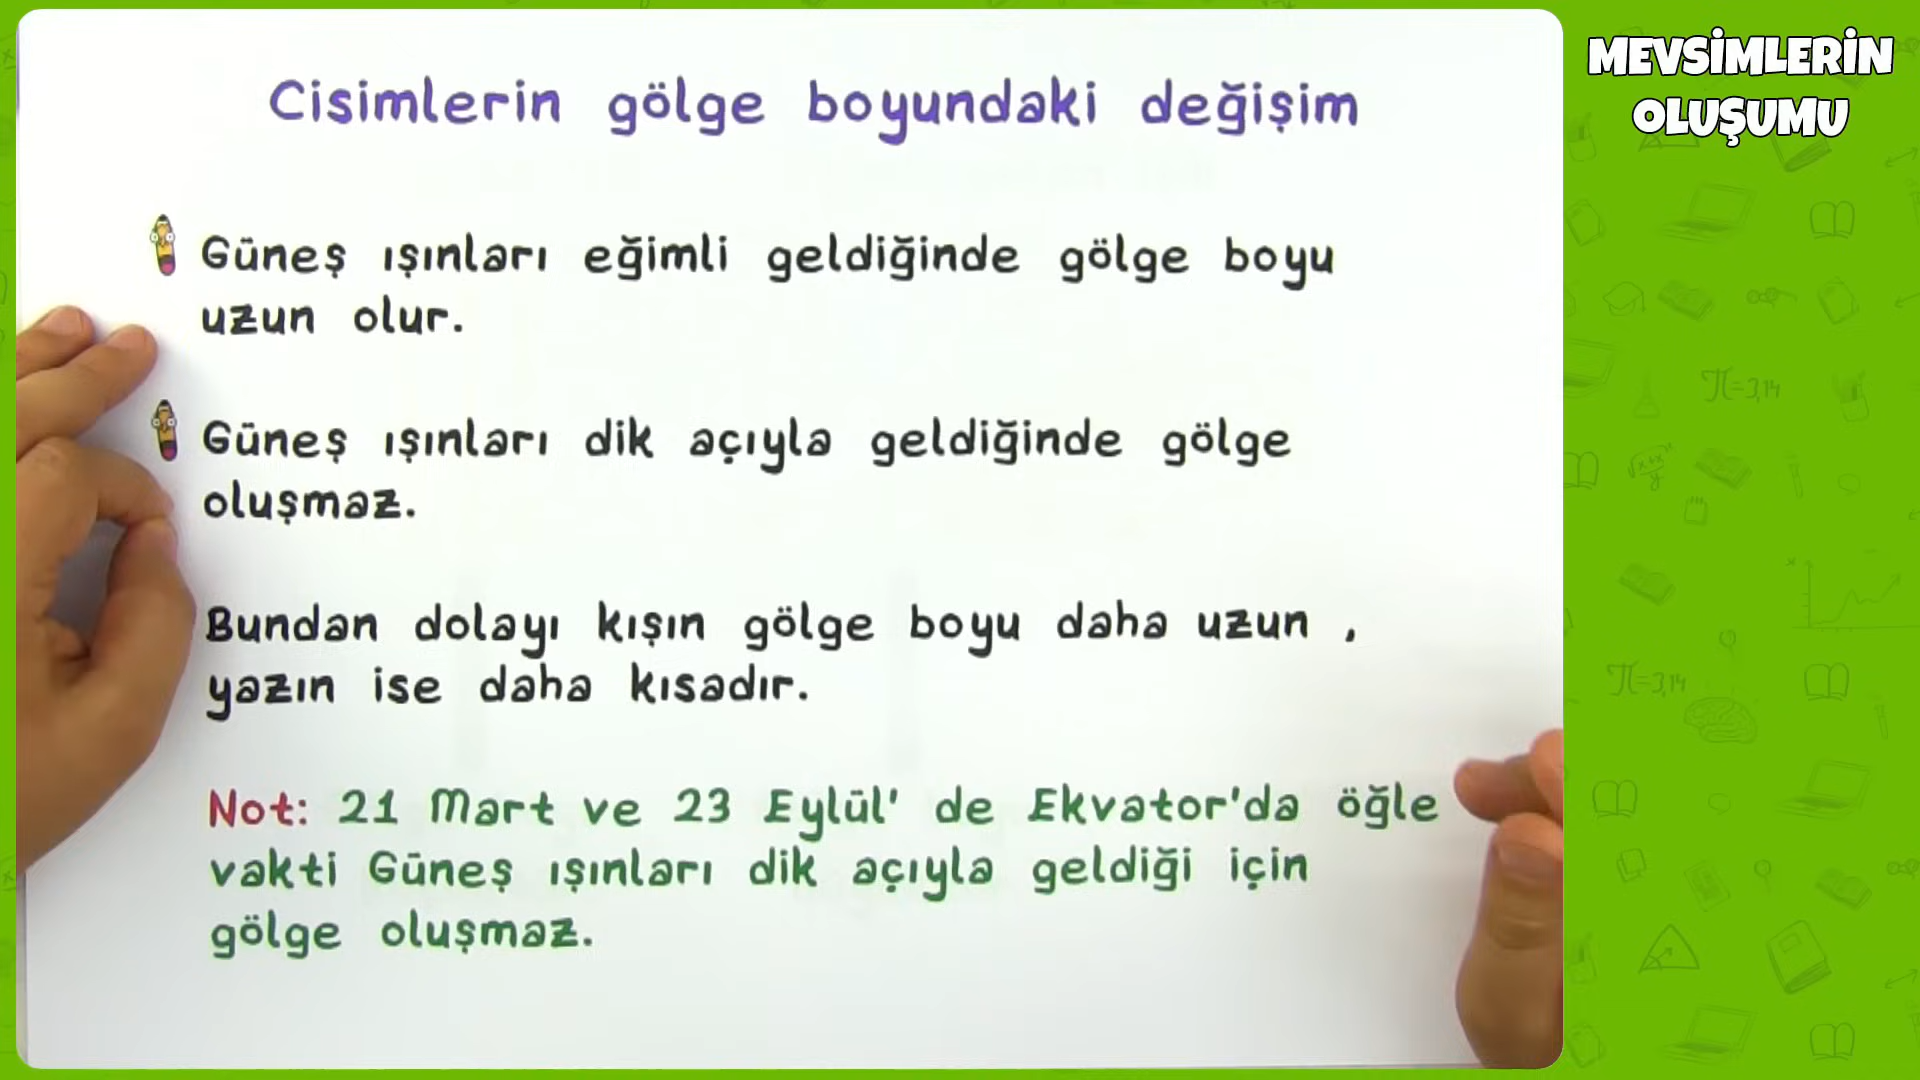 Cisimlerin gölge boyundaki değişim
Güneş ışınları eğimli geldiğinde gölge boyu
uzun olur.
Güneş ışınları dik açıyla geldiğinde gölge
oluşmaz.
Bundan dolayı kışın gölge boyu daha uzun ,
yazın ise daha kısadır.
Not: 21 Mart ve 23 Eylül' de Ekvator'da öğle
vakti Güneş ışınları dik açıyla geldiği için
gölge oluşmaz.
MEVSİMLERİN
OLUŞUMU
π=3,14
π=3,14